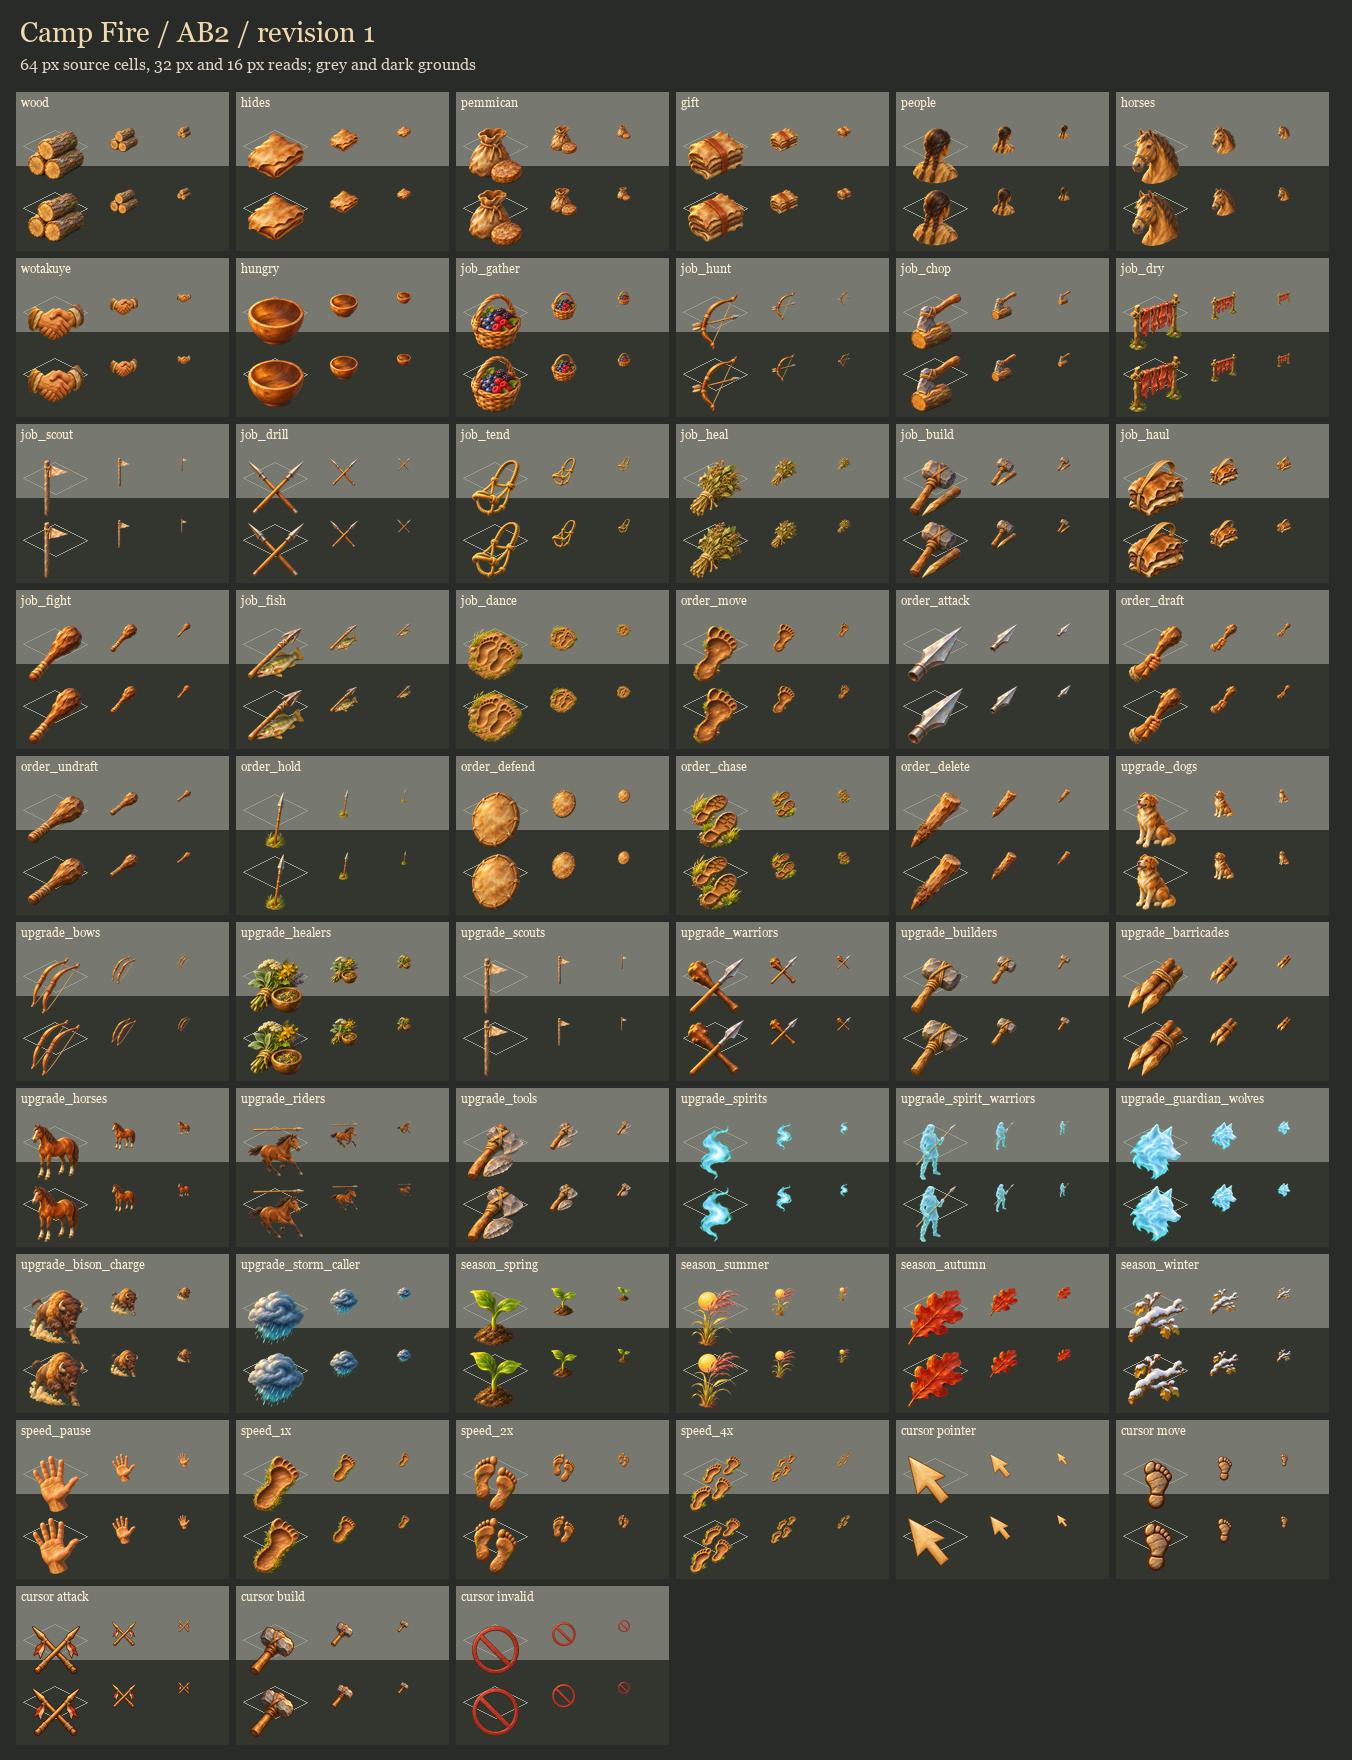 Camp Fire / AB2 / revision 1
64 px source cells, 32 px and 16 px reads; grey and dark grounds
wood hides pemmican gift people horses
wotakuye hungry job_gather job_hunt job_chop job_dry
job_scout job_drill job_tend job_heal job_build job_haul
job_fight job_fish job_dance order_move order_attack order_draft
order_undraft order_hold order_defend order_chase order_delete upgrade_dogs
upgrade_bows upgrade_healers upgrade_scouts upgrade_warriors upgrade_builders upgrade_barricades
upgrade_horses upgrade_riders upgrade_tools upgrade_spirits upgrade_spirit_warriors upgrade_guardian_wolves
upgrade_bison_charge upgrade_storm_caller season_spring season_summer season_autumn season_winter
speed_pause speed_1x speed_2x speed_4x cursor pointer cursor move
cursor attack cursor build cursor invalid